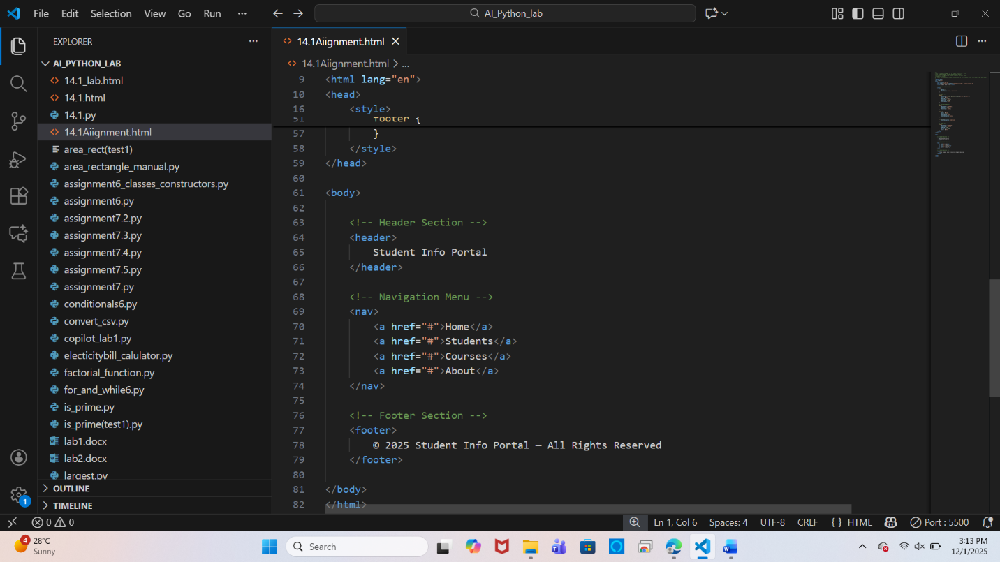 File Edit Selection View Go Run ··· AI_Python_lab
EXPLORER ···
AI_PYTHON_LAB
14.1_lab.html
14.1.html
14.1.py
14.1Aiignment.html
area_rect(test1)
area_rectangle_manual.py
assignment6_classes_constructors.py
assignment6.py
assignment7.2.py
assignment7.3.py
assignment7.4.py
assignment7.5.py
assignment7.py
conditionals6.py
convert_csv.py
copilot_lab1.py
electicitybill_calulator.py
factorial_function.py
for_and_while6.py
is_prime.py
is_prime(test1).py
lab1.docx
lab2.docx
largest.py
OUTLINE
TIMELINE
1
14.1Aiignment.html
14.1Aiignment.html > ...
9 <html lang="en">
10 <head>
16 <style>
51 footer {
57 }
58 </style>
59 </head>
60
61 <body>
62
63 <!-- Header Section -->
64 <header>
65 Student Info Portal
66 </header>
67
68 <!-- Navigation Menu -->
69 <nav>
70 <a href="#">Home</a>
71 <a href="#">Students</a>
72 <a href="#">Courses</a>
73 <a href="#">About</a>
74 </nav>
75
76 <!-- Footer Section -->
77 <footer>
78 © 2025 Student Info Portal — All Rights Reserved
79 </footer>
80
81 </body>
82 </html>
0 0 Ln 1, Col 6 Spaces: 4 UTF-8 CRLF { } HTML Port : 5500
4 28°C
Sunny
Search
3:13 PM
12/1/2025